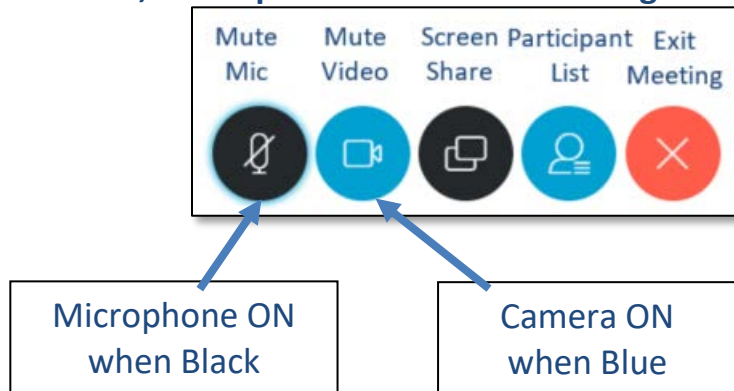 Mute Mute Screen Participant Exit
Mic Video Share List Meeting
Microphone ON
when Black
Camera ON
when Blue